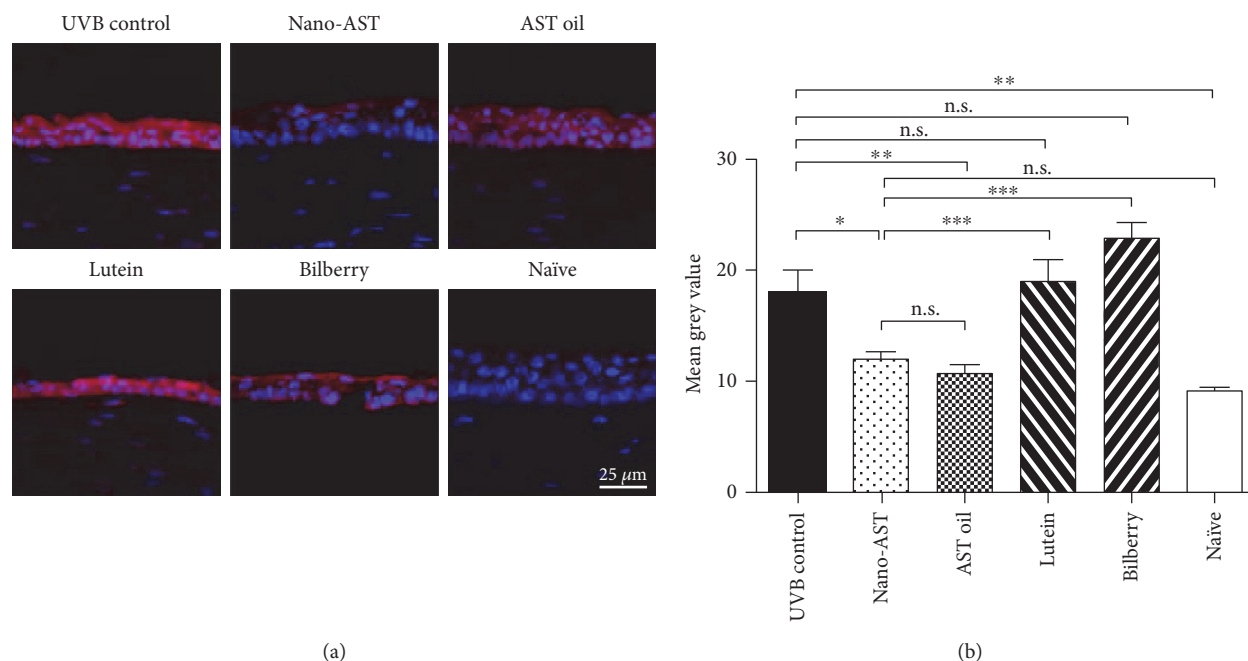 UVB control
Nano-AST
AST oil
Lutein
Bilberry
Naïve
25 μm
(a)
**
n.s.
n.s.
**
n.s.
***
*
***
n.s.
30
20
10
0
Mean grey value
UVB control
Nano-AST
AST oil
Lutein
Bilberry
Naïve
(b)